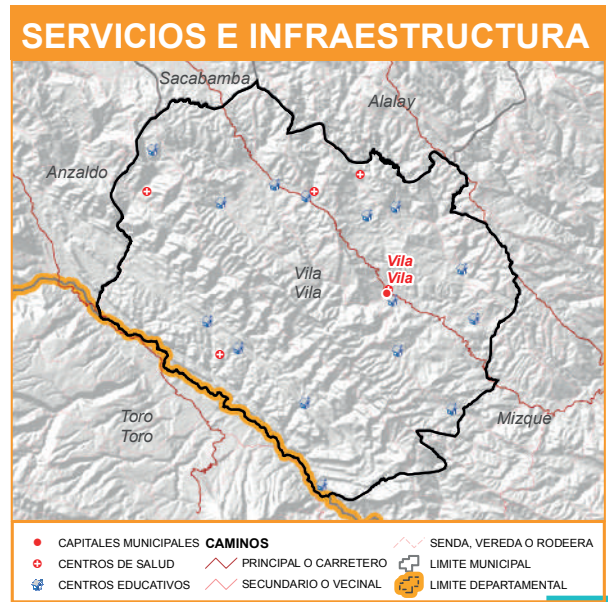 SERVICIOS E INFRAESTRUCTURA
Sacabamba
Alalay
Anzaldo
Vila
Vila
Vila
Vila
Toro
Toro
Mizque
CAPITALES MUNICIPALES
CENTROS DE SALUD
CENTROS EDUCATIVOS
CAMINOS
PRINCIPAL O CARRETERO
SECUNDARIO O VECINAL
SENDA, VEREDA O RODEERA
LIMITE MUNICIPAL
LIMITE DEPARTAMENTAL